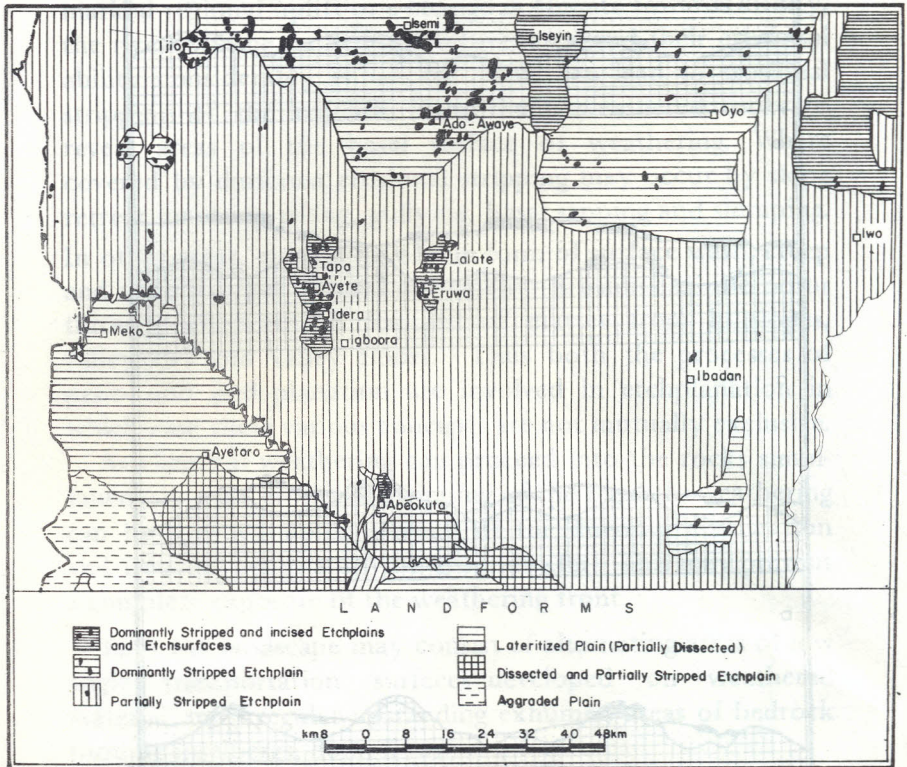 Isemi
Iseyin
Ijio
Oyo
Ado-Awaye
Iwo
Lalate
Tapa
Ayete
Eruwa
Idera
igboora
Meko
Ibadan
Ayetoro
Abeokuta
LANDFORMS
Dominantly Stripped and incised Etchplains
and Etchsurfaces
Dominantly Stripped Etchplain
Partially Stripped Etchplain
Lateritized Plain (Partially Dissected)
Dissected and Partially Stripped Etchplain
Aggraded Plain
km8 0 8 16 24 32 40 48km